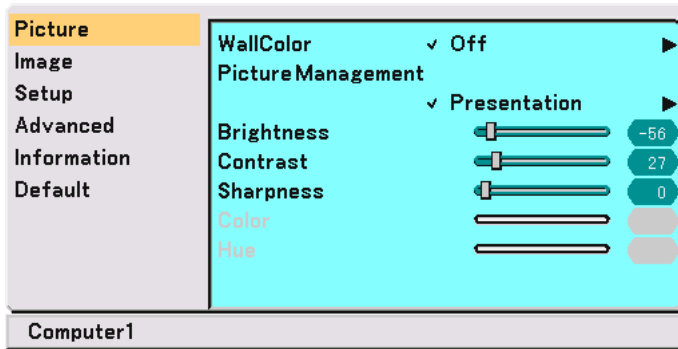 Picture
Image
Setup
Advanced
Information
Default
WallColor ✓ Off ▶
Picture Management
✓ Presentation ▶
Brightness -56
Contrast 27
Sharpness 0
Color
Hue
Computer1